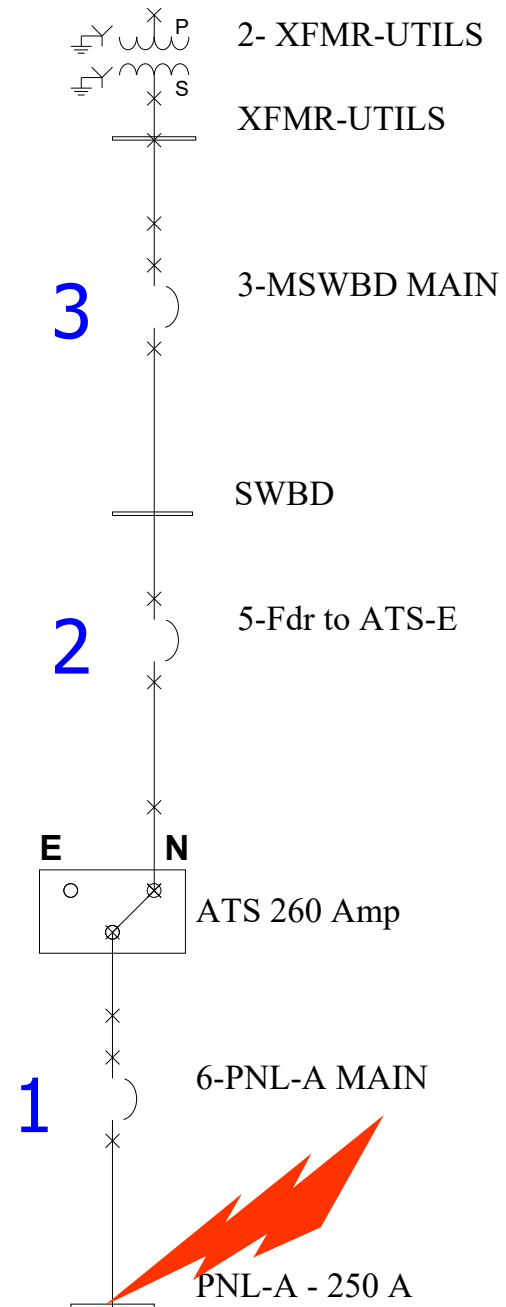 P
2- XFMR-UTILS
S
XFMR-UTILS
3
3-MSWBD MAIN
SWBD
2
5-Fdr to ATS-E
E N
ATS 260 Amp
1
6-PNL-A MAIN
PNL-A - 250 A